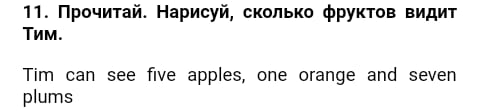 11. Прочитай. Нарисуй, сколько фруктов видит
Тим.
Tim can see five apples, one orange and seven
plums